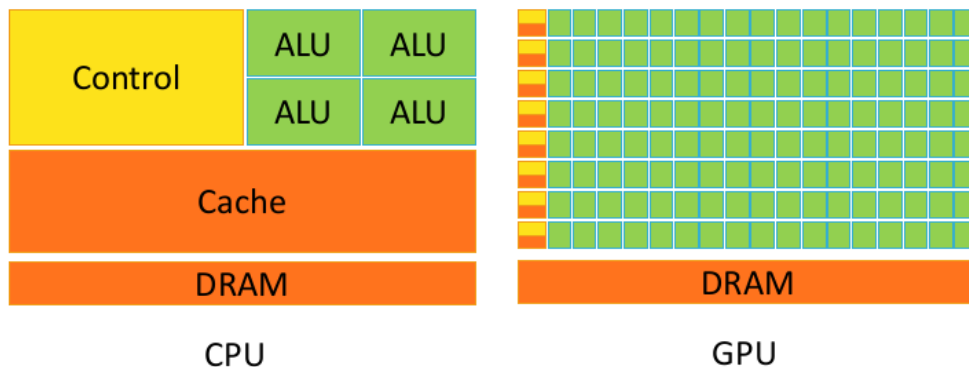 Control
ALU ALU
ALU ALU
Cache
DRAM
CPU
DRAM
GPU